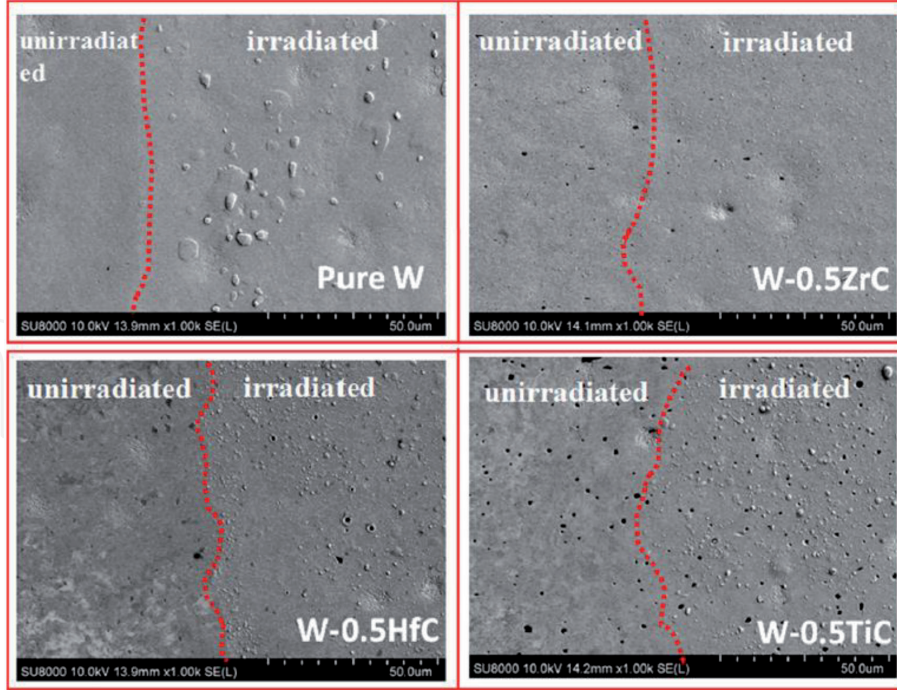 unirradiat
ed
irradiated
Pure W
SU8000 10.0kV 13.9mm x1.00k SE(L)
50.0um
unirradiated
irradiated
W-0.5ZrC
SU8000 10.0kV 14.1mm x1.00k SE(L)
50.0um
unirradiated
irradiated
W-0.5HfC
SU8000 10.0kV 13.9mm x1.00k SE(L)
50.0um
unirradiated
irradiated
W-0.5TiC
SU8000 10.0kV 14.2mm x1.00k SE(L)
50.0um